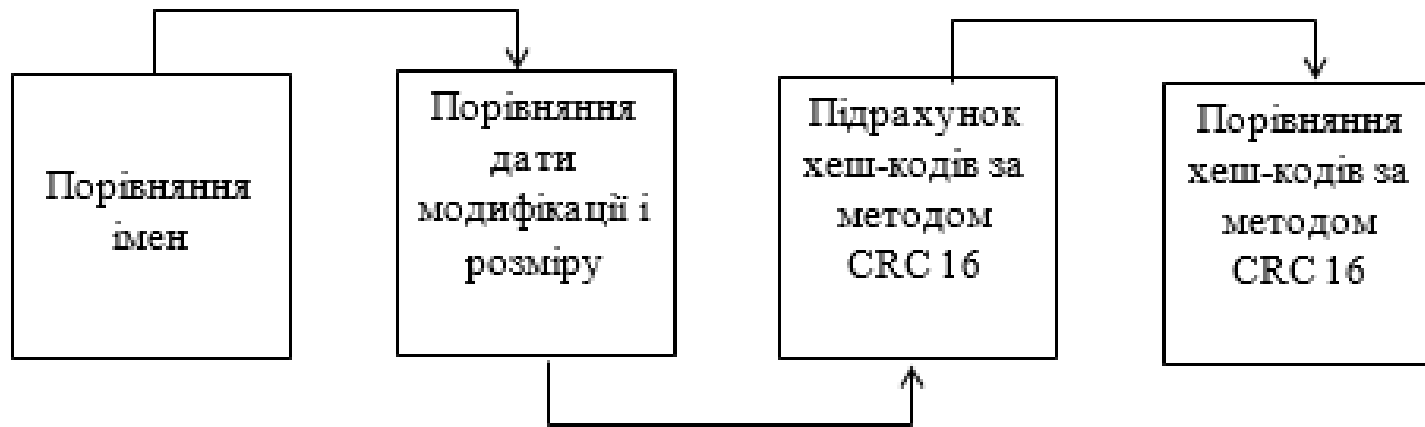 Порівняння
імен
Порівняння
дати
модифікації і
розміру
Підрахунок
хеш-кодів за
методом
CRC 16
Порівняння
хеш-кодів за
методом
CRC 16